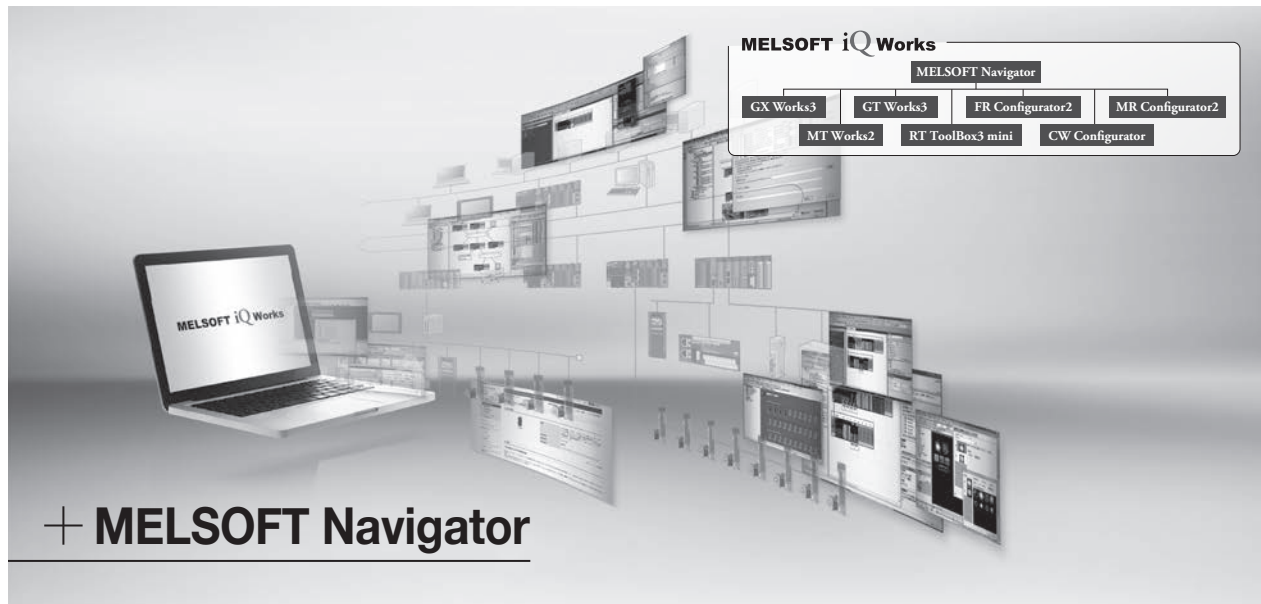 MELSOFT iQ Works
MELSOFT Navigator
GX Works3 GT Works3 FR Configurator2 MR Configurator2
MT Works2 RT ToolBox3 mini CW Configurator
MELSOFT iQ Works
+ MELSOFT Navigator